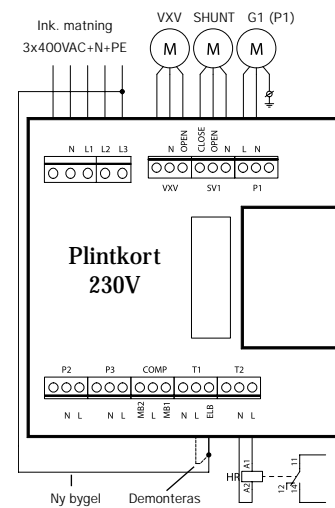 Ink. matning
3x400VAC+N+PE
VXV SHUNT G1 (P1)
M M M
N L1 L2 L3
N OPEN CLOSE OPEN N L N
VXV SV1 P1
Plintkort
230V
P2 P3 COMP T1 T2
N L N L MB2 L MB1 N L ELB N L
HR A1 A2 11 12 14
Ny bygel Demonteras